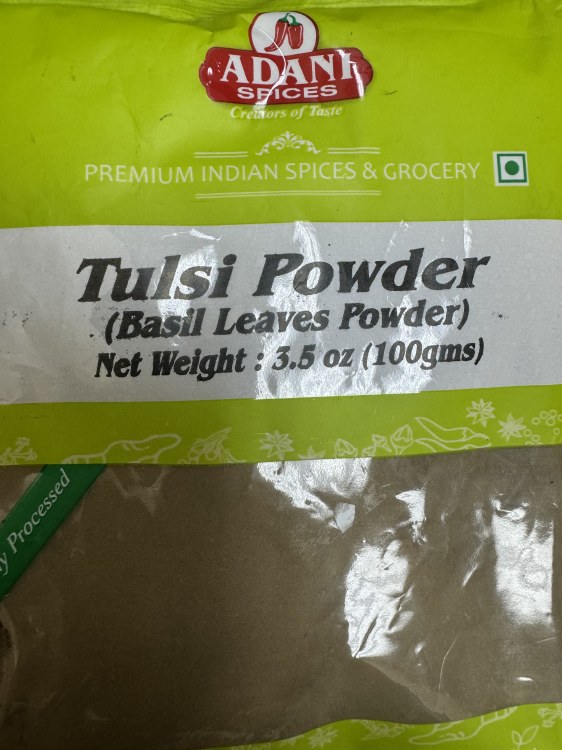 ADANI
SPICES
Creators of Taste
PREMIUM INDIAN SPICES & GROCERY
Tulsi Powder
(Basil Leaves Powder)
Net Weight : 3.5 oz (100gms)
Processed